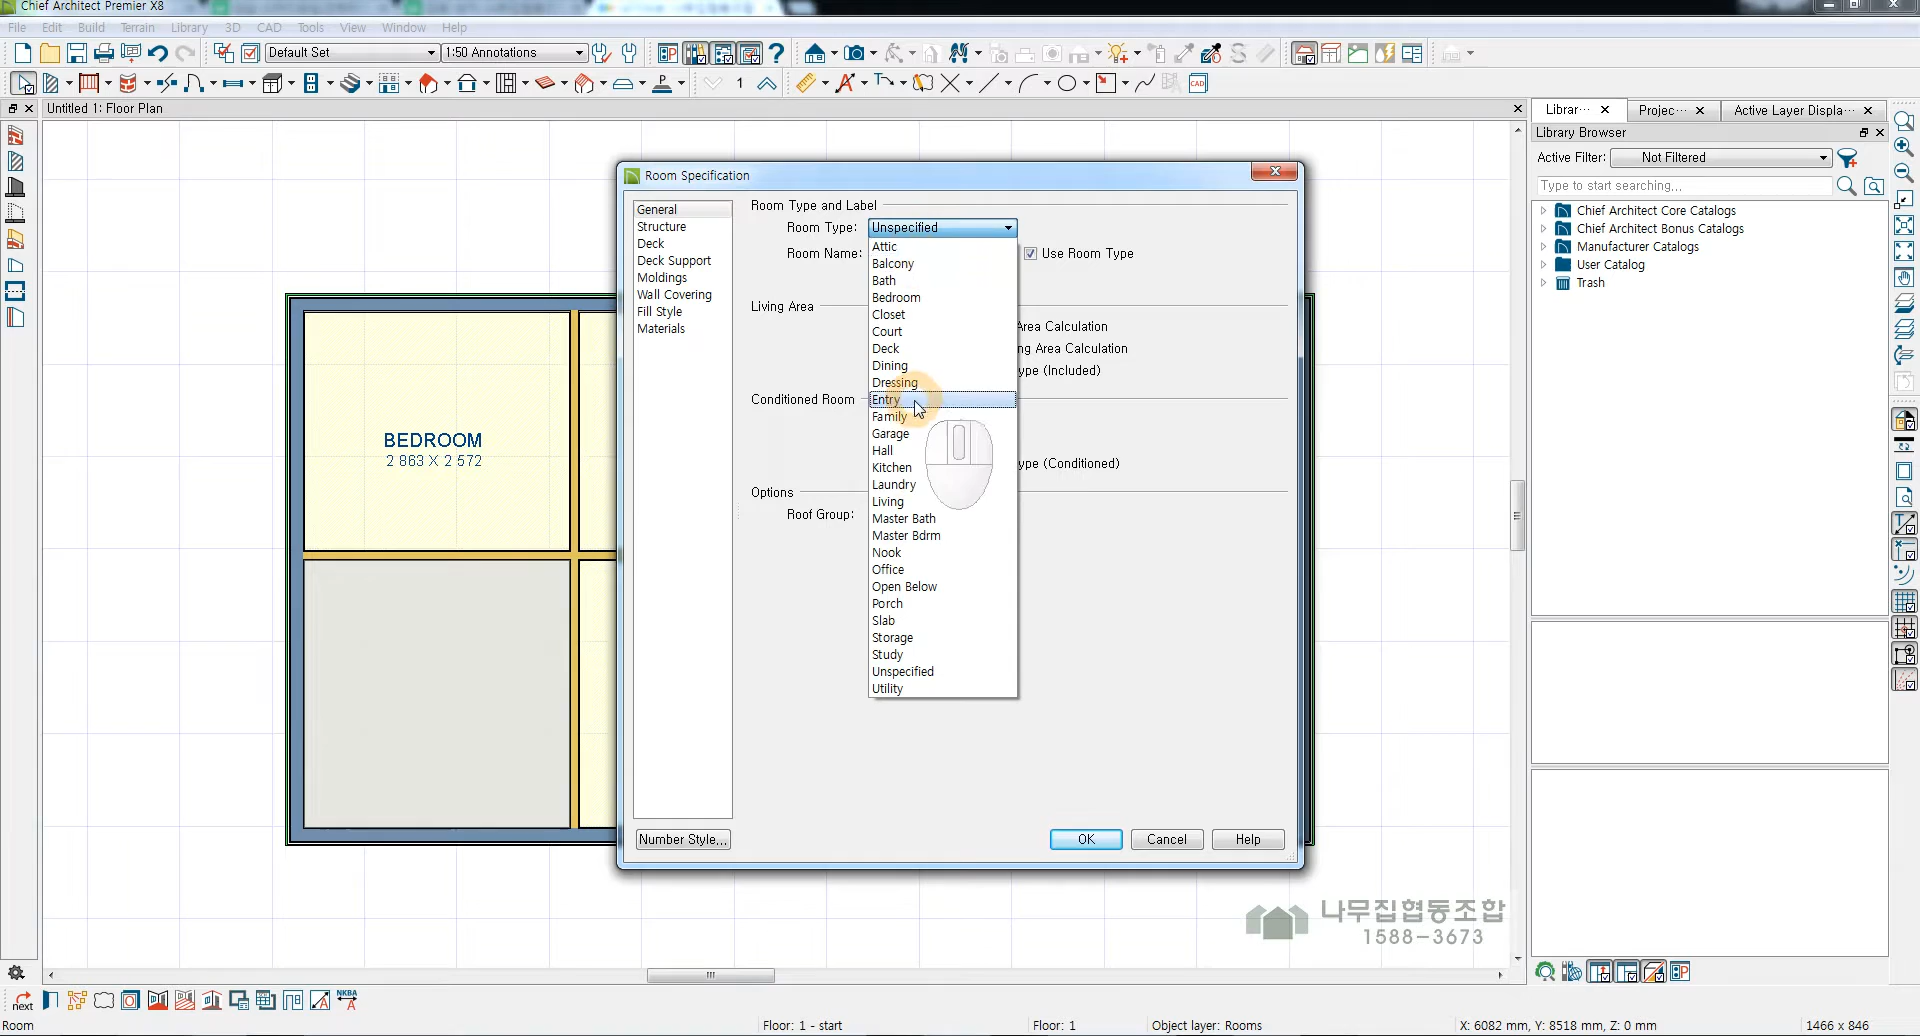 Chief Architect Premier X8
File Edit Build Terrain Library 3D CAD Tools View Window Help
Default Set 1:50 Annotations
1
CAD
Untitled 1: Floor Plan
Librar··· Projec··· Active Layer Displa···
Library Browser
Active Filter: Not Filtered
Type to start searching...
Chief Architect Core Catalogs
Chief Architect Bonus Catalogs
Manufacturer Catalogs
User Catalog
Trash
BEDROOM
2 863 X 2 572
Room Specification
General
Structure
Deck
Deck Support
Moldings
Wall Covering
Fill Style
Materials
Room Type and Label
Room Type: Unspecified
Room Name: Use Room Type
Living Area
Area Calculation
ng Area Calculation
ype (Included)
Conditioned Room
ype (Conditioned)
Options
Roof Group:
Attic
Balcony
Bath
Bedroom
Closet
Court
Deck
Dining
Dressing
Entry
Family
Garage
Hall
Kitchen
Laundry
Living
Master Bath
Master Bdrm
Nook
Office
Open Below
Porch
Slab
Storage
Study
Unspecified
Utility
Number Style... OK Cancel Help
나무집협동조합
1588-3673
next NKBA
Room Floor: 1 - start Floor: 1 Object layer: Rooms X: 6082 mm, Y: 8518 mm, Z: 0 mm 1466 x 846